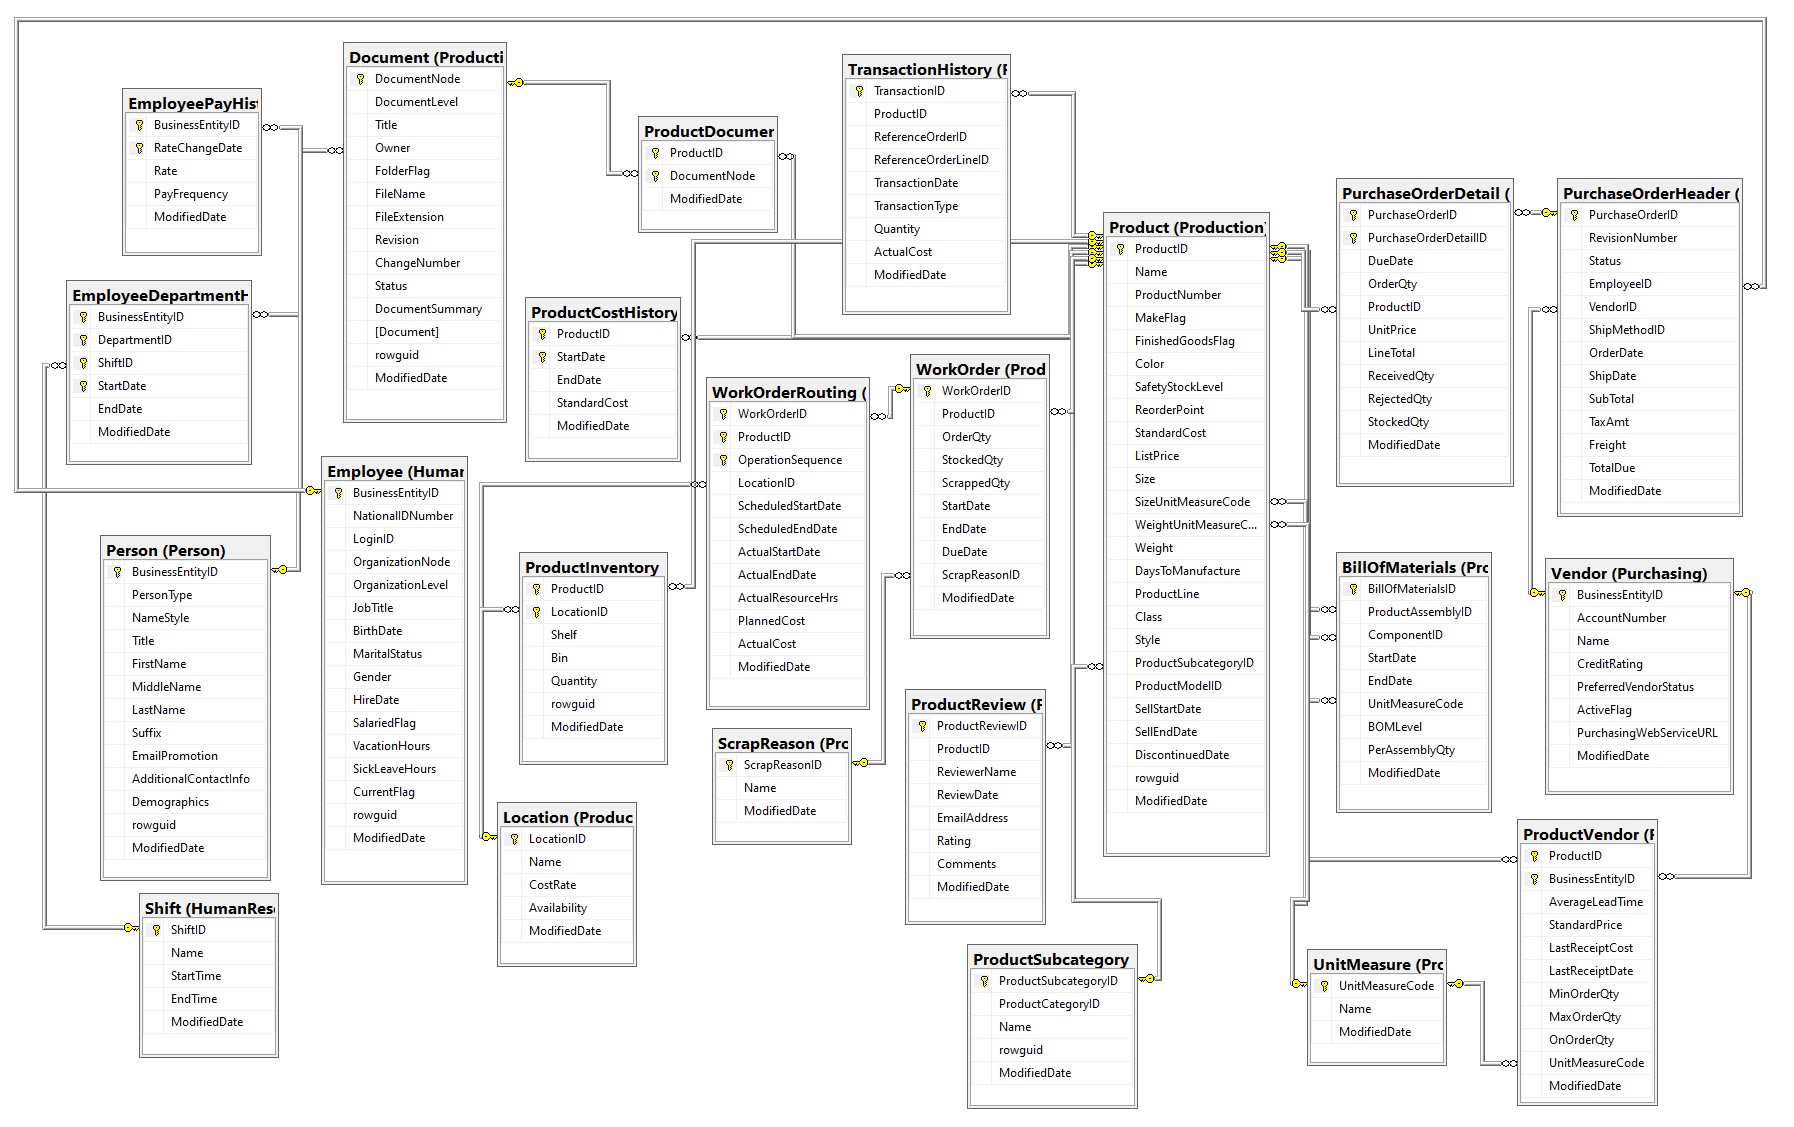 Document (Producti
DocumentNode
DocumentLevel
Title
Owner
FolderFlag
FileName
FileExtension
Revision
ChangeNumber
Status
DocumentSummary
[Document]
rowguid
ModifiedDate
EmployeePayHist
BusinessEntityID
RateChangeDate
Rate
PayFrequency
ModifiedDate
EmployeeDepartmentH
BusinessEntityID
DepartmentID
ShiftID
StartDate
EndDate
ModifiedDate
Person (Person)
BusinessEntityID
PersonType
NameStyle
Title
FirstName
MiddleName
LastName
Suffix
EmailPromotion
AdditionalContactInfo
Demographics
rowguid
ModifiedDate
Shift (HumanRes
ShiftID
Name
StartTime
EndTime
ModifiedDate
Employee (Human
BusinessEntityID
NationalIDNumber
LoginID
OrganizationNode
OrganizationLevel
JobTitle
BirthDate
MaritalStatus
Gender
HireDate
SalariedFlag
VacationHours
SickLeaveHours
CurrentFlag
rowguid
ModifiedDate
ProductDocumen
ProductID
DocumentNode
ModifiedDate
ProductCostHistory
ProductID
StartDate
EndDate
StandardCost
ModifiedDate
ProductInventory
ProductID
LocationID
Shelf
Bin
Quantity
rowguid
ModifiedDate
Location (Produc
LocationID
Name
CostRate
Availability
ModifiedDate
TransactionHistory (P
TransactionID
ProductID
ReferenceOrderID
ReferenceOrderLineID
TransactionDate
TransactionType
Quantity
ActualCost
ModifiedDate
WorkOrderRouting (
WorkOrderID
ProductID
OperationSequence
LocationID
ScheduledStartDate
ScheduledEndDate
ActualStartDate
ActualEndDate
ActualResourceHrs
PlannedCost
ActualCost
ModifiedDate
WorkOrder (Prod
WorkOrderID
ProductID
OrderQty
StockedQty
ScrappedQty
StartDate
EndDate
DueDate
ScrapReasonID
ModifiedDate
ScrapReason (Pro
ScrapReasonID
Name
ModifiedDate
ProductReview (P
ProductReviewID
ProductID
ReviewerName
ReviewDate
EmailAddress
Rating
Comments
ModifiedDate
ProductSubcategory
ProductSubcategoryID
ProductCategoryID
Name
rowguid
ModifiedDate
Product (Production)
ProductID
Name
ProductNumber
MakeFlag
FinishedGoodsFlag
Color
SafetyStockLevel
ReorderPoint
StandardCost
ListPrice
Size
SizeUnitMeasureCode
WeightUnitMeasureC...
Weight
DaysToManufacture
ProductLine
Class
Style
ProductSubcategoryID
ProductModelID
SellStartDate
SellEndDate
DiscontinuedDate
rowguid
ModifiedDate
PurchaseOrderDetail (
PurchaseOrderID
PurchaseOrderDetailID
DueDate
OrderQty
ProductID
UnitPrice
LineTotal
ReceivedQty
RejectedQty
StockedQty
ModifiedDate
PurchaseOrderHeader (
PurchaseOrderID
RevisionNumber
Status
EmployeeID
VendorID
ShipMethodID
OrderDate
ShipDate
SubTotal
TaxAmt
Freight
TotalDue
ModifiedDate
BillOfMaterials (Prc
BillOfMaterialsID
ProductAssemblyID
ComponentID
StartDate
EndDate
UnitMeasureCode
BOMLevel
PerAssemblyQty
ModifiedDate
Vendor (Purchasing)
BusinessEntityID
AccountNumber
Name
CreditRating
PreferredVendorStatus
ActiveFlag
PurchasingWebServiceURL
ModifiedDate
UnitMeasure (Prc
UnitMeasureCode
Name
ModifiedDate
ProductVendor (P
ProductID
BusinessEntityID
AverageLeadTime
StandardPrice
LastReceiptCost
LastReceiptDate
MinOrderQty
MaxOrderQty
OnOrderQty
UnitMeasureCode
ModifiedDate